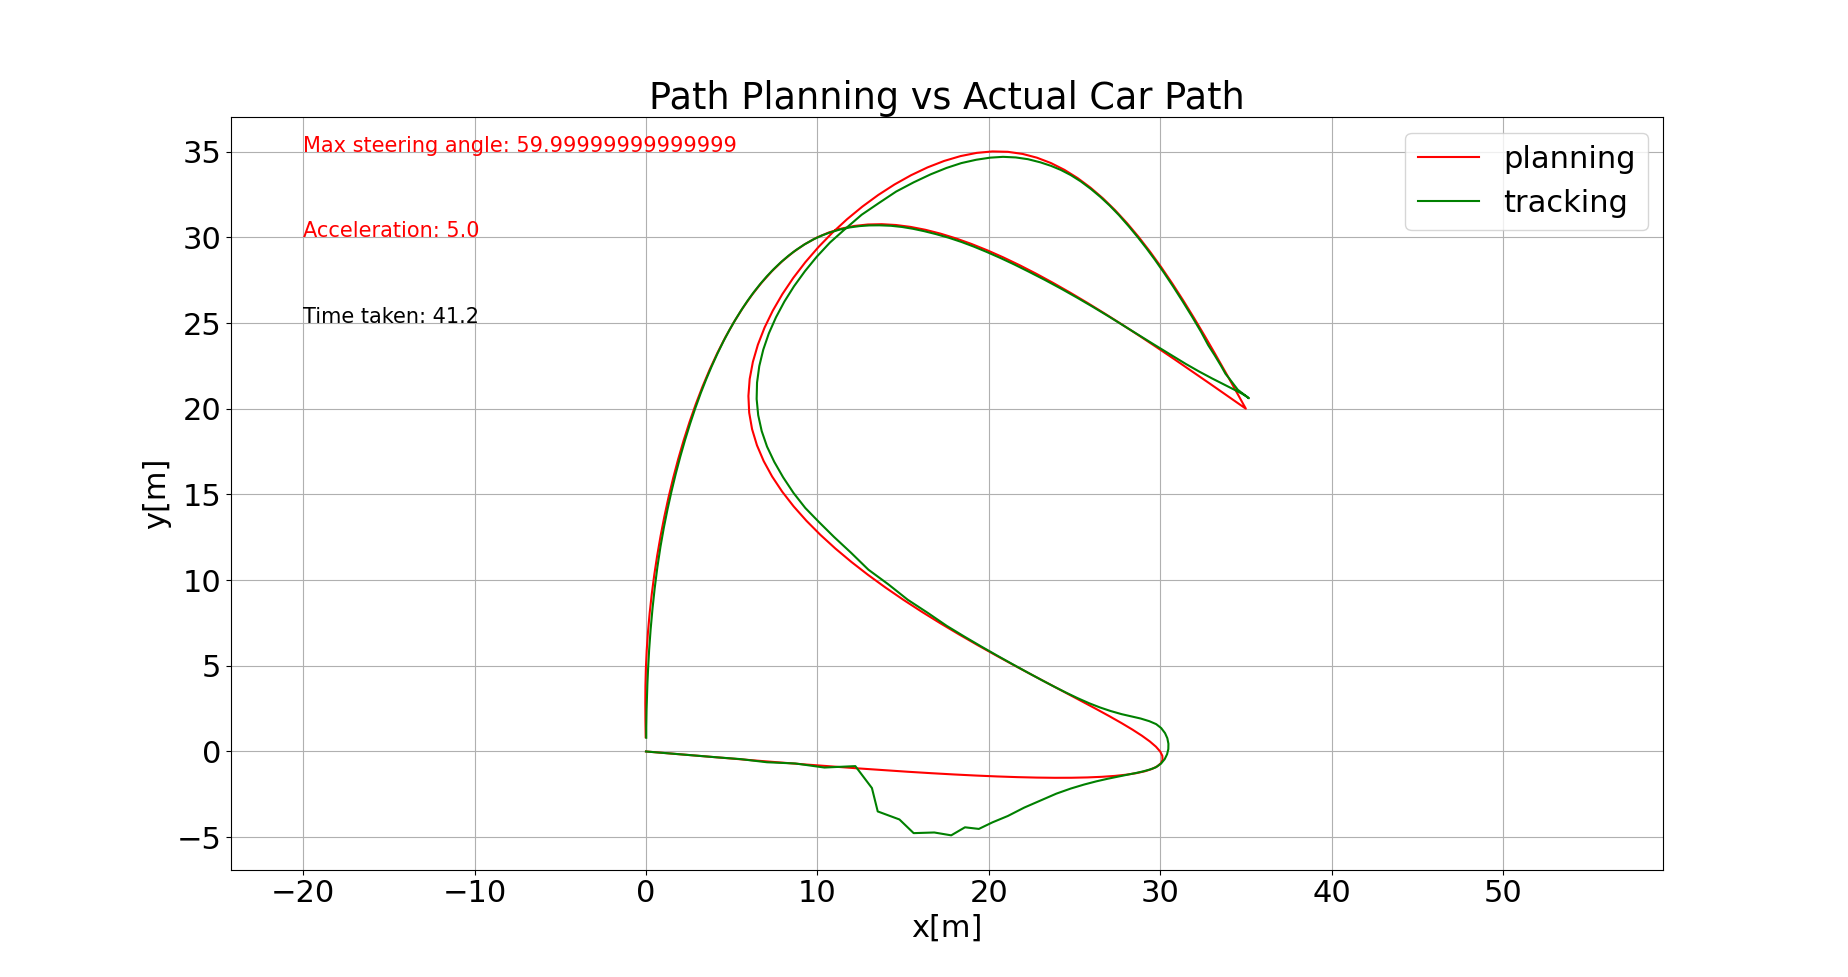 Path Planning vs Actual Car Path
Max steering angle: 59.99999999999999
Acceleration: 5.0
Time taken: 41.2
planning
tracking
35
30
25
20
15
10
5
0
−5
y[m]
−20 −10 0 10 20 30 40 50
x[m]